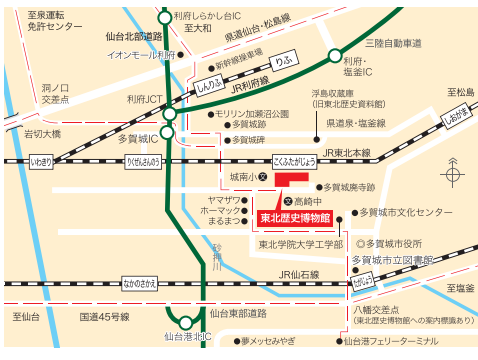 至泉運転
免許センター
仙台北部道路
利府しらかし台IC
至大和
県道仙台・松島線
イオンモール利府
新幹線操車場
三陸自動車道
りふ
しんりふ
JR利府線
利府・
塩釜IC
洞ノ口
交差点
利府JCT
浮島収蔵庫
(旧東北歴史資料館)
至松島
モリリン加瀬沼公園
多賀城跡
県道泉・塩釜線
しおがま
岩切大橋
多賀城IC
多賀城碑
JR東北本線
いわきり
りくぜんさんのう
こくふたがじょう
城南小
文
多賀城廃寺跡
ヤマザワ
ホーマック
まるまつ
文
高崎中
東北歴史博物館
多賀城市文化センター
砂押川
東北学院大学工学部
◎多賀城市役所
多賀城市立図書館
JR仙石線
なかのさかえ
たがじょう
至塩釜
至仙台
国道45号線
仙台東部道路
八幡交差点
(東北歴史博物館への案内標識あり)
仙台港北IC
夢メッセみやぎ
仙台港フェリーターミナル